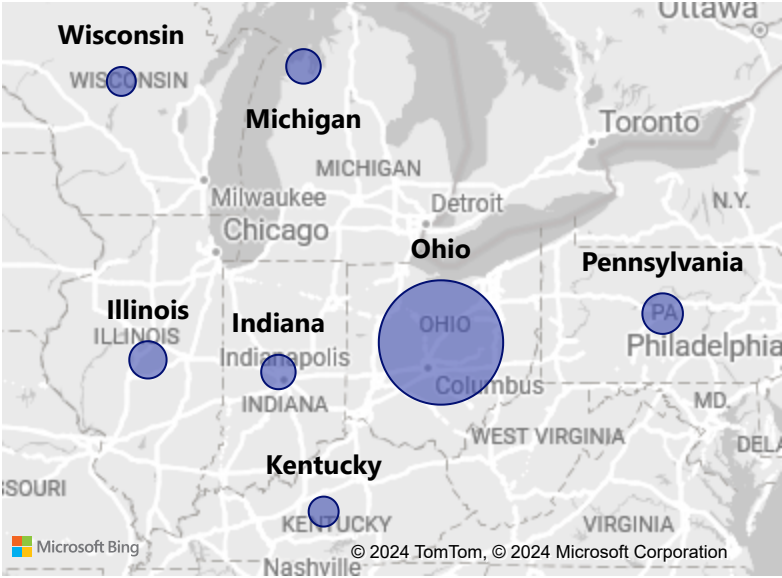 Ottawa
Wisconsin
WISCONSIN
Michigan
Toronto
MICHIGAN
Milwaukee
Detroit
N.Y.
Chicago
Ohio
Pennsylvania
Illinois
Indiana
OHIO
PA
ILLINOIS
Indianapolis
Philadelphia
Columbus
INDIANA
MD.
WEST VIRGINIA
DELA
Kentucky
SSOURI
KENTUCKY
VIRGINIA
Microsoft Bing
© 2024 TomTom, © 2024 Microsoft Corporation
Nashville